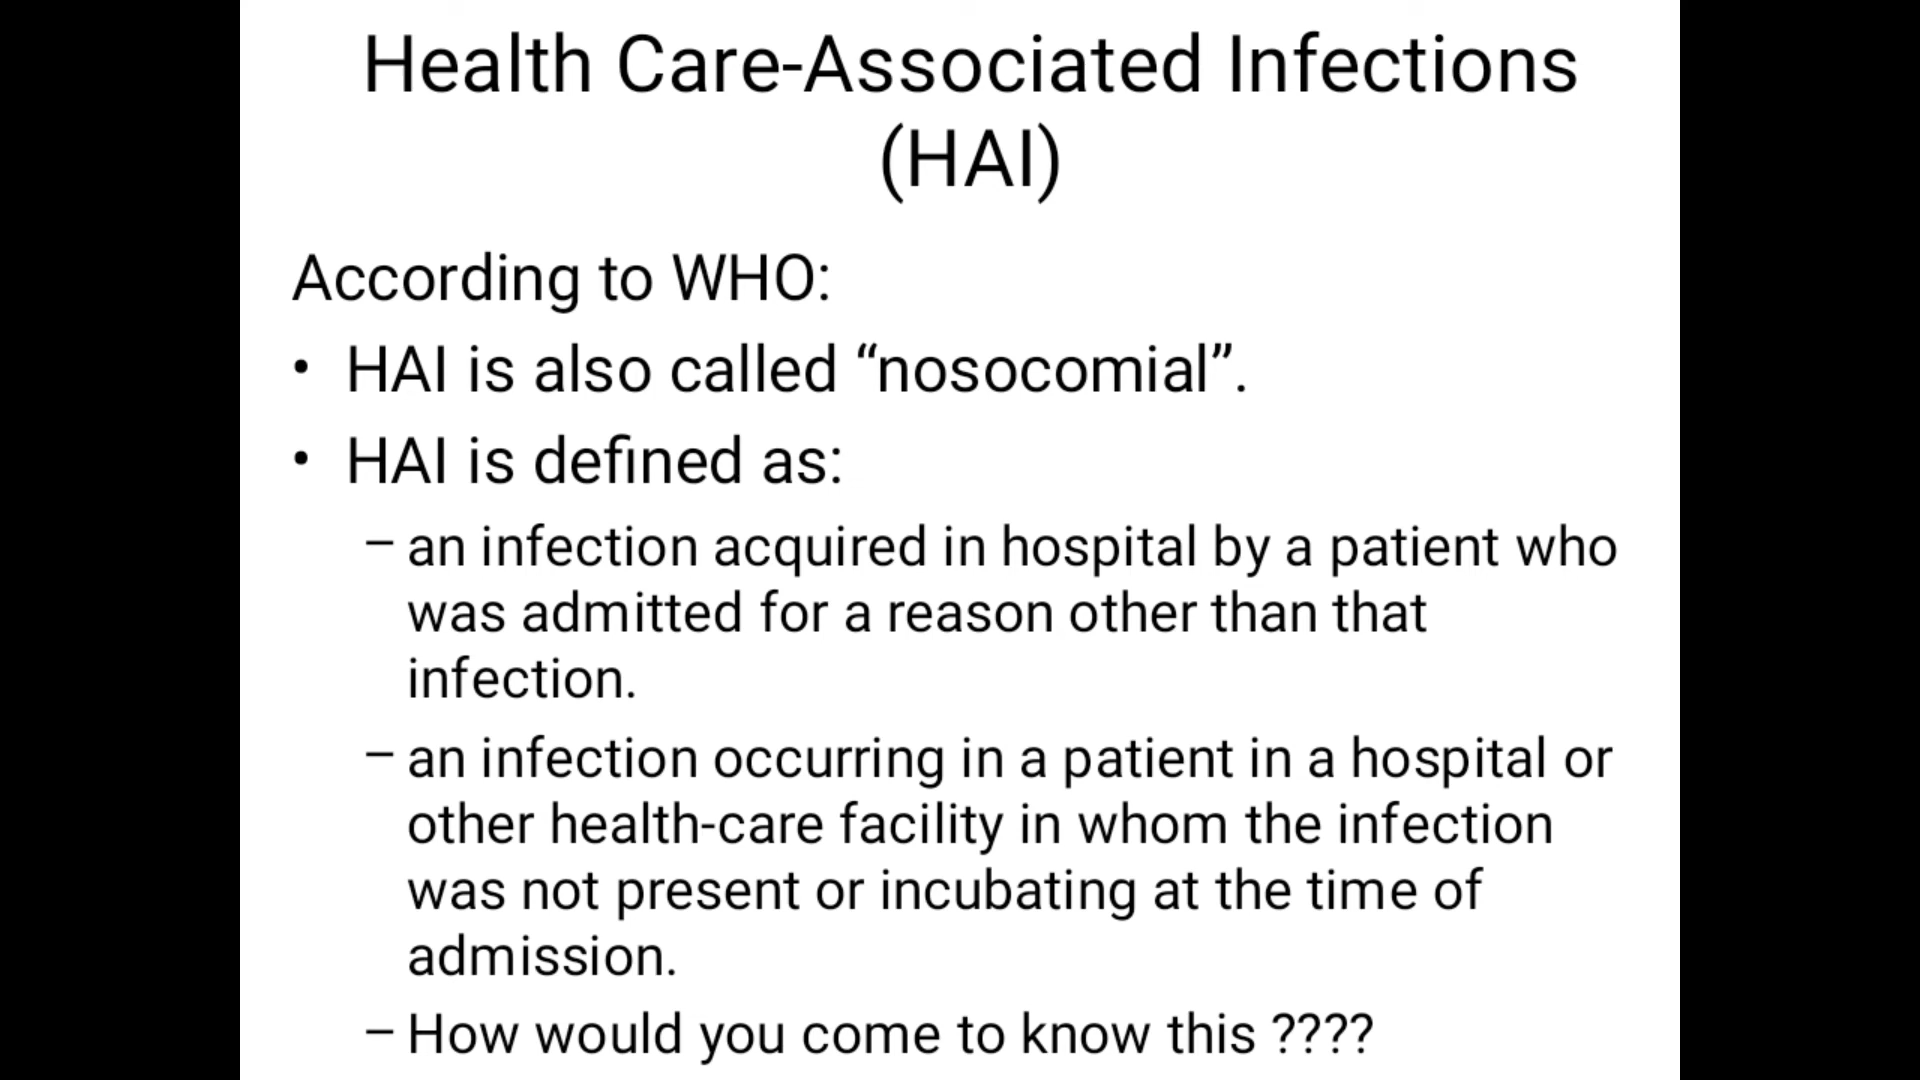 Health Care-Associated Infections
(HAI)
According to WHO:
• HAI is also called “nosocomial”.
• HAI is defined as:
– an infection acquired in hospital by a patient who
was admitted for a reason other than that
infection.
– an infection occurring in a patient in a hospital or
other health-care facility in whom the infection
was not present or incubating at the time of
admission.
– How would you come to know this ????